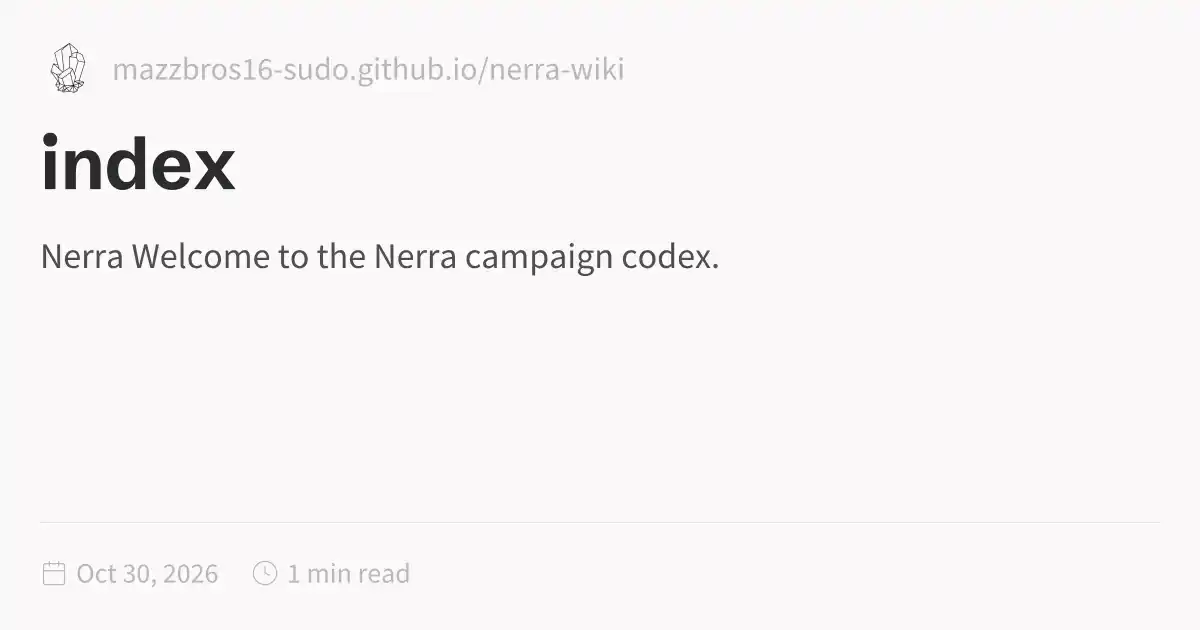 mazzbros16-sudo.github.io/nerra-wiki
index
Nerra Welcome to the Nerra campaign codex.
Oct 30, 2026 1 min read